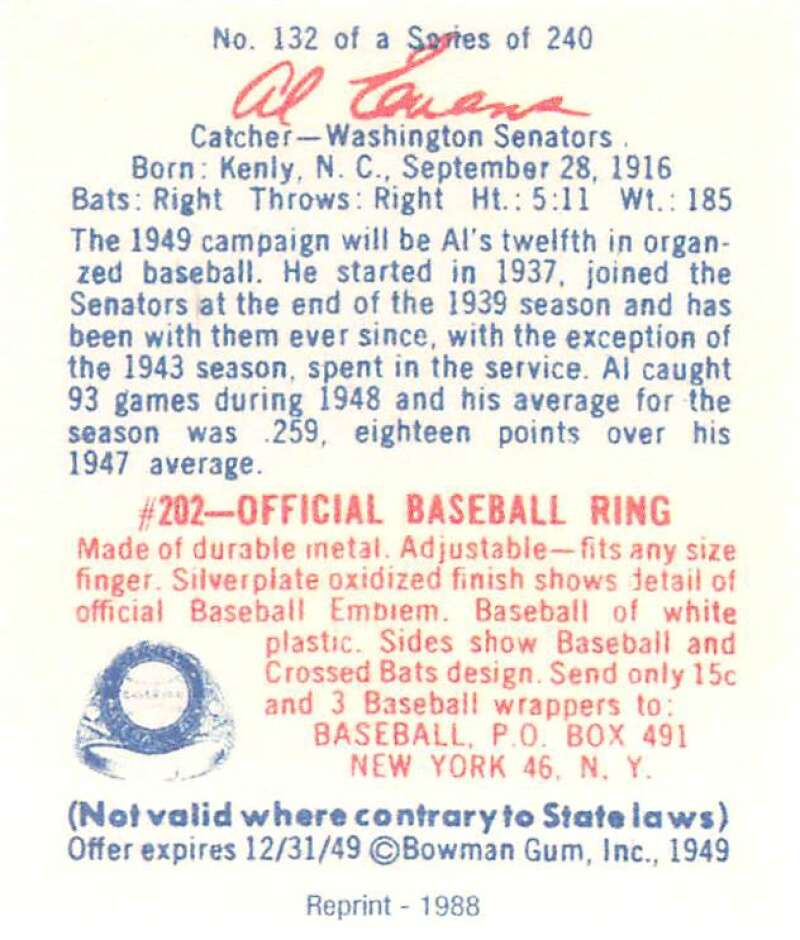 No. 132 of a Series of 240
Al Evans
Catcher—Washington Senators.
Born: Kenly, N. C., September 28, 1916
Bats: Right Throws: Right Ht.: 5:11 Wt.: 185
The 1949 campaign will be Al's twelfth in organ-
zed baseball. He started in 1937, joined the
Senators at the end of the 1939 season and has
been with them ever since, with the exception of
the 1943 season, spent in the service. Al caught
93 games during 1948 and his average for the
season was .259, eighteen points over his
1947 average.
#202—OFFICIAL BASEBALL RING
Made of durable metal. Adjustable—fits any size
finger. Silverplate oxidized finish shows detail of
official Baseball Emblem. Baseball of white
plastic. Sides show Baseball and
Crossed Bats design. Send only 15c
and 3 Baseball wrappers to:
BASEBALL, P.O. BOX 491
NEW YORK 46, N. Y.
(Not valid where contrary to State laws)
Offer expires 12/31/49 ©Bowman Gum, Inc., 1949
Reprint - 1988